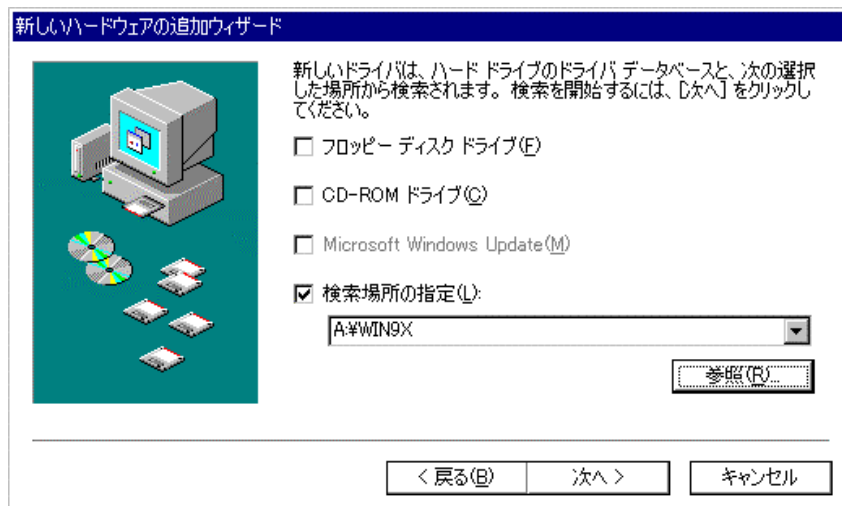 新しいハードウェアの追加ウィザード
新しいドライバは、ハード ドライブのドライバ データベースと、次の選択
した場所から検索されます。検索を開始するには、[次へ] をクリックし
てください。
フロッピー ディスク ドライブ(F)
CD-ROM ドライブ(C)
Microsoft Windows Update(M)
検索場所の指定(L):
A:¥WIN9X
参照(R)...
< 戻る(B)
次へ >
キャンセル